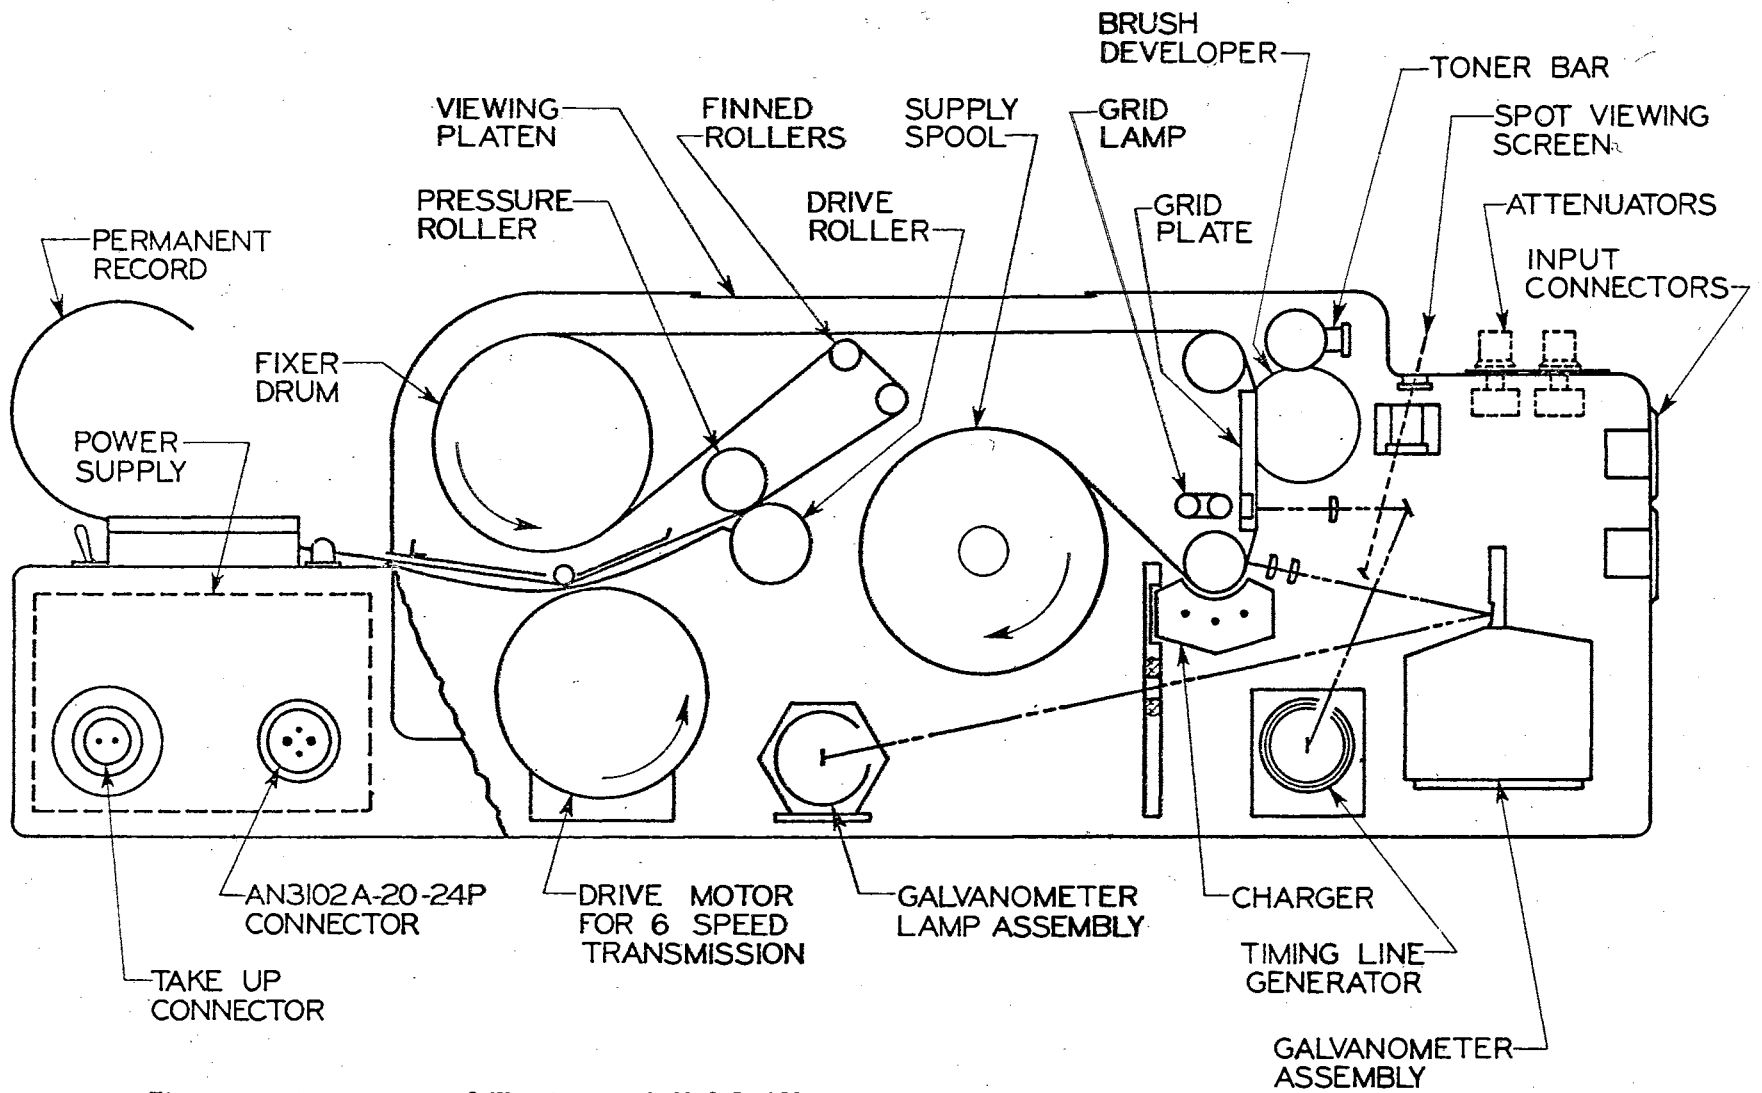 BRUSH
DEVELOPER
TONER BAR
VIEWING
PLATEN
FINNED
ROLLERS
SUPPLY
SPOOL
GRID
LAMP
SPOT VIEWING
SCREEN
PRESSURE
ROLLER
DRIVE
ROLLER
GRID
PLATE
ATTENUATORS
PERMANENT
RECORD
INPUT
CONNECTORS
FIXER
DRUM
POWER
SUPPLY
AN3102A-20-24P
CONNECTOR
DRIVE MOTOR
FOR 6 SPEED
TRANSMISSION
GALVANOMETER
LAMP ASSEMBLY
CHARGER
TIMING LINE
GENERATOR
TAKE UP
CONNECTOR
GALVANOMETER
ASSEMBLY